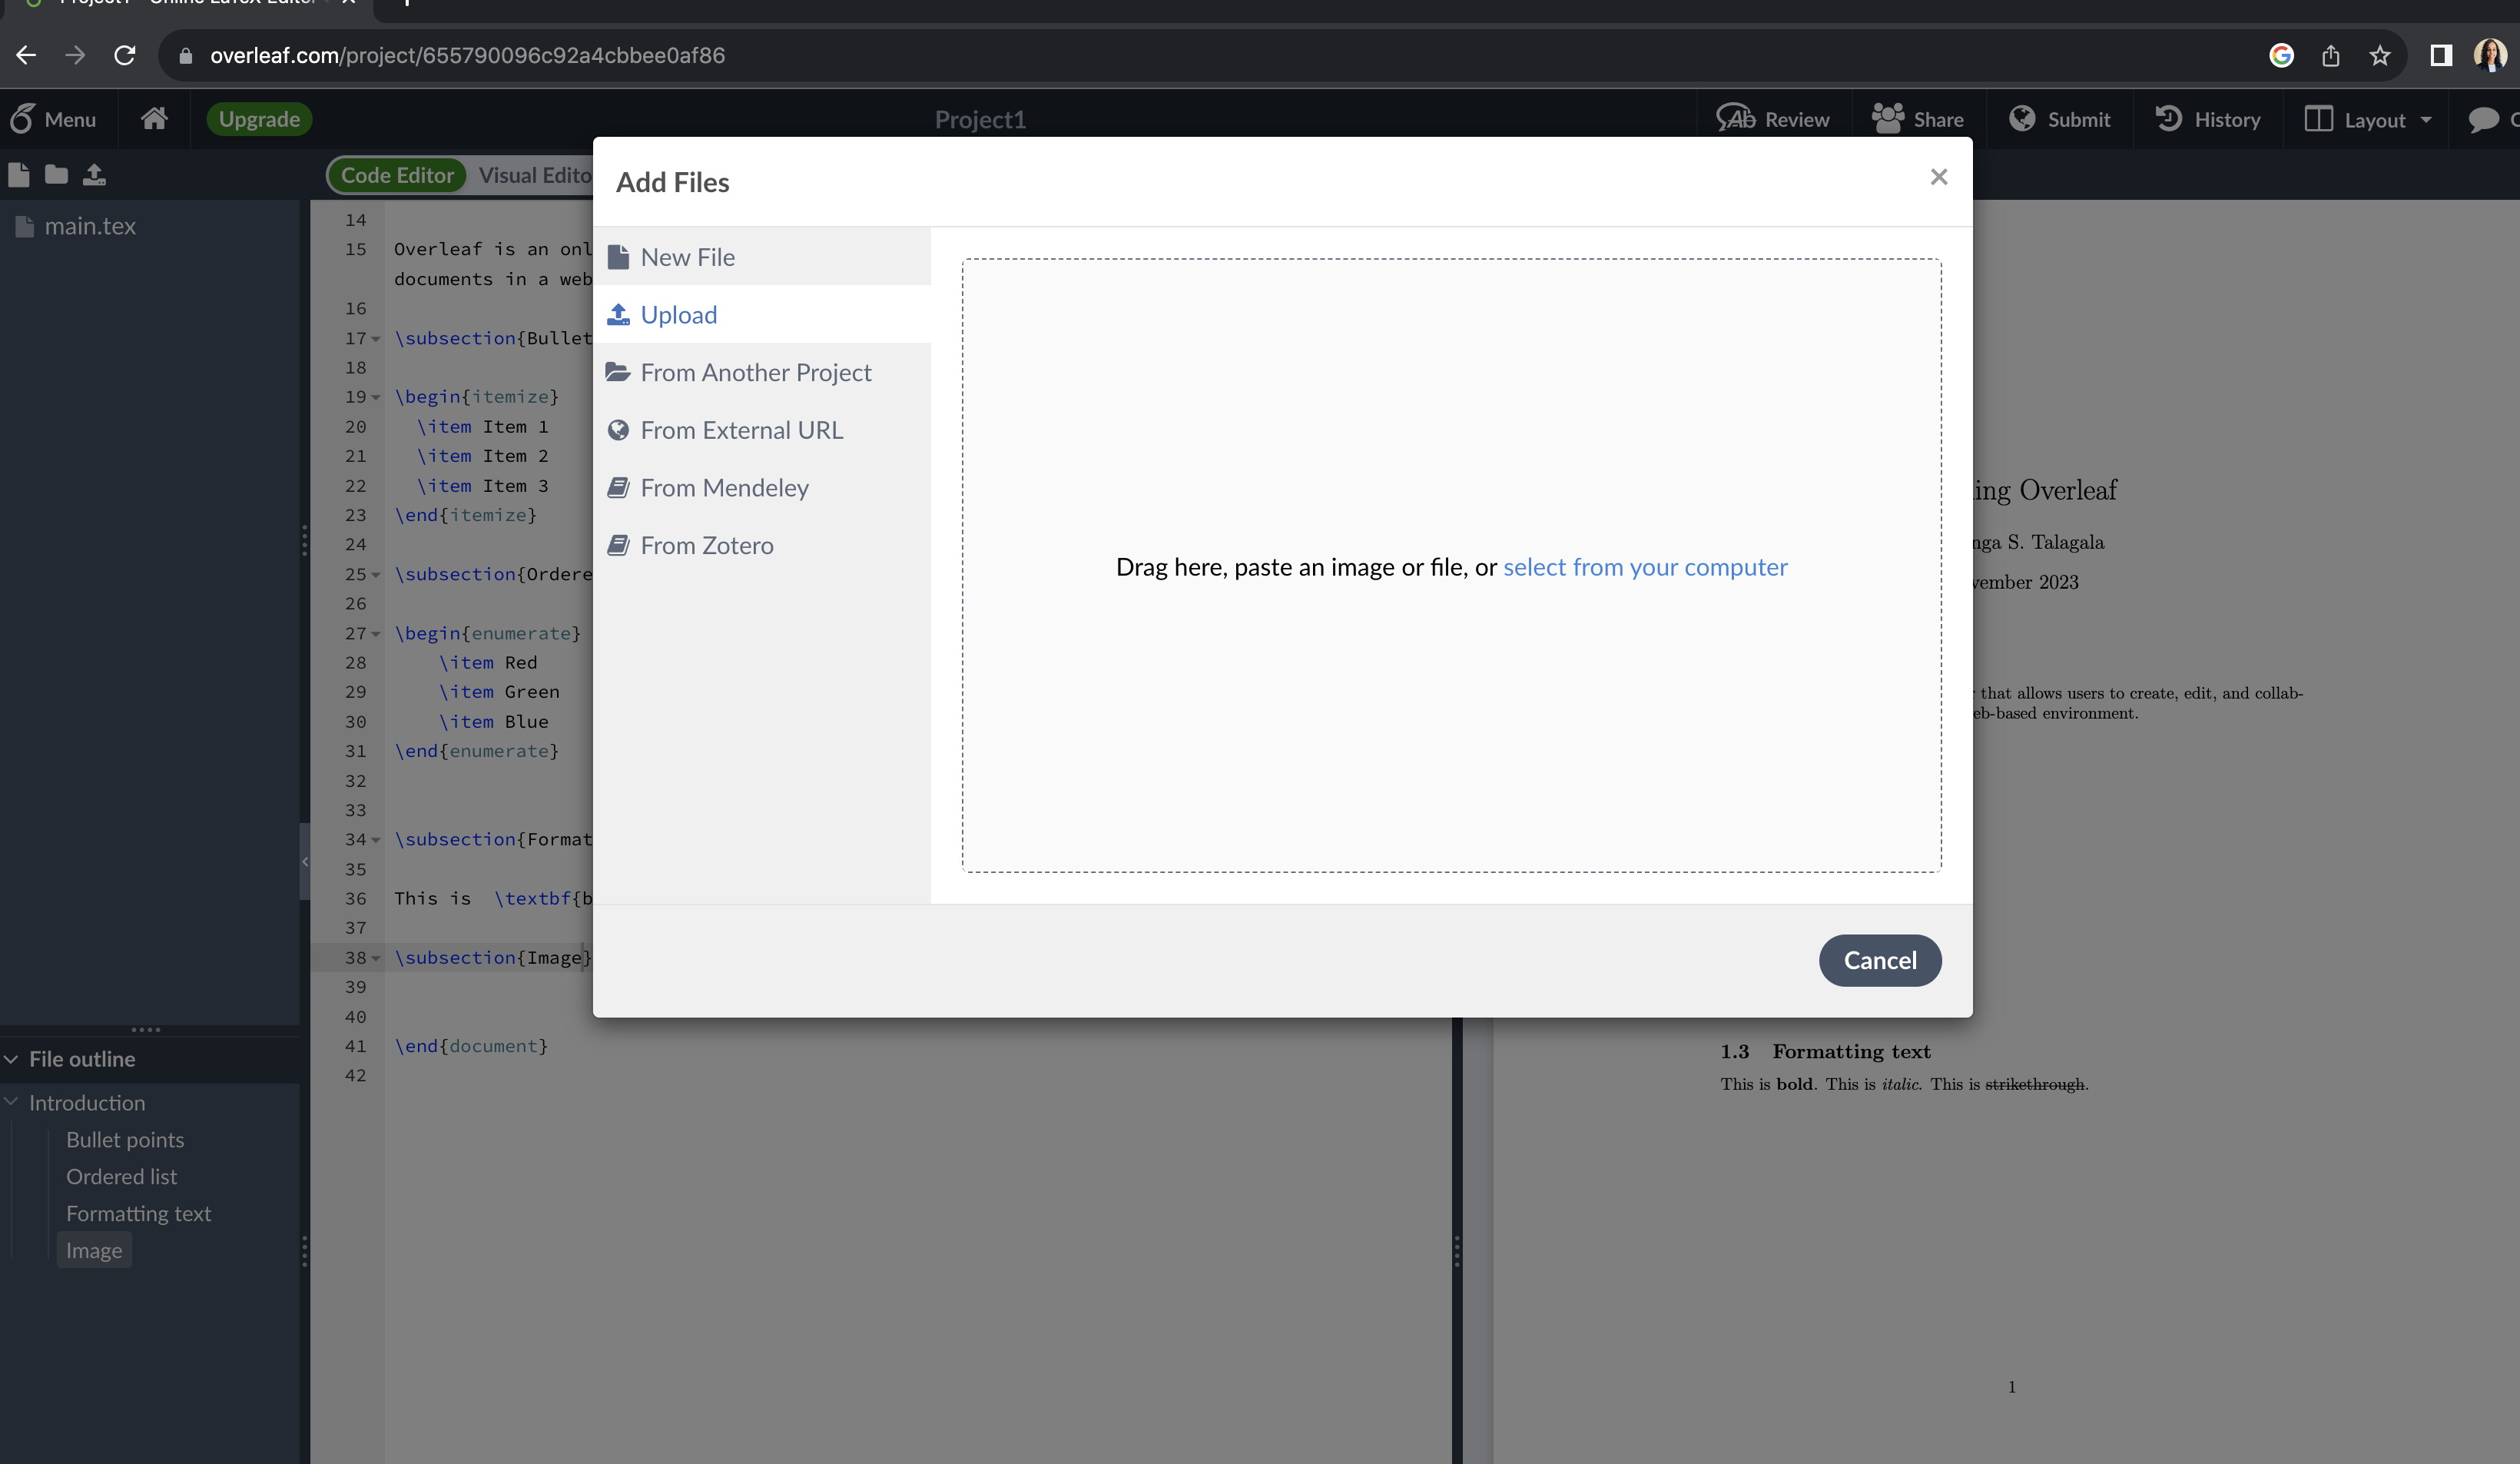 Project1 - Online LaTeX Editor
overleaf.com/project/655790096c92a4cbbee0af86
Menu
Upgrade
Project1
Review
Share
Submit
History
Layout
Code Editor
Visual Edito
Add Files
×
main.tex
New File
Upload
From Another Project
From External URL
From Mendeley
From Zotero
Drag here, paste an image or file, or select from your computer
Cancel
14
15 Overleaf is an onl
documents in a web
16
17 \subsection{Bullet
18
19 \begin{itemize}
20 \item Item 1
21 \item Item 2
22 \item Item 3
23 \end{itemize}
24
25 \subsection{Ordere
26
27 \begin{enumerate}
28 \item Red
29 \item Green
30 \item Blue
31 \end{enumerate}
32
33
34 \subsection{Format
35
36 This is \textbf{b
37
38 \subsection{Image}
39
40
41 \end{document}
42
File outline
Introduction
Bullet points
Ordered list
Formatting text
Image
ing Overleaf
nga S. Talagala
vember 2023
that allows users to create, edit, and collab-
eb-based environment.
1.3 Formatting text
This is bold. This is italic. This is strikethrough.
1